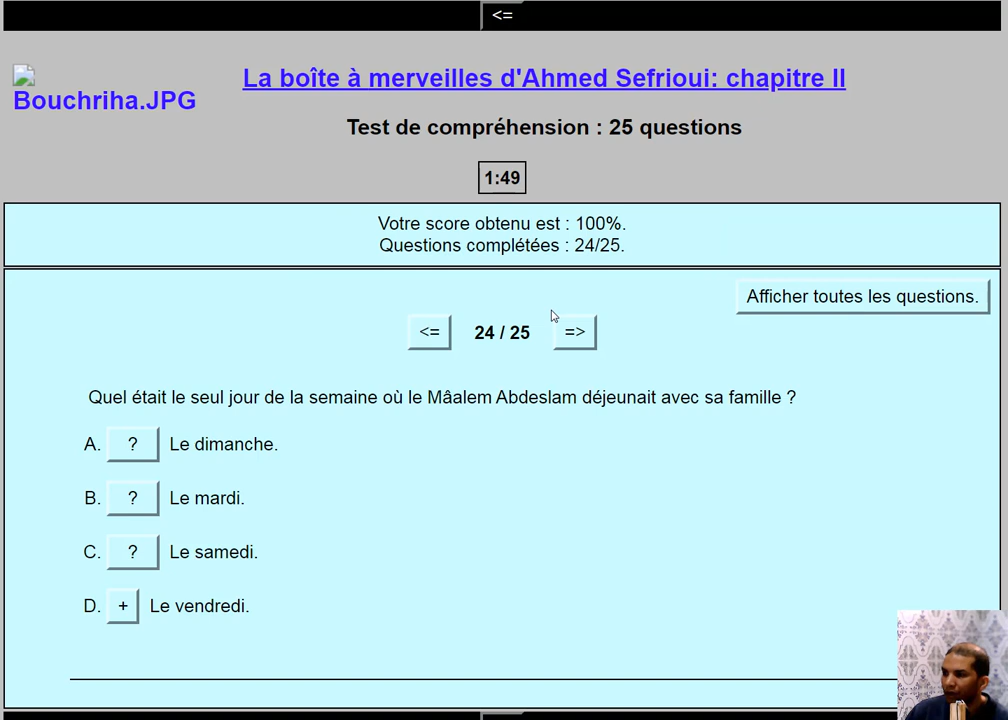 <=
Bouchriha.JPG
La boîte à merveilles d'Ahmed Sefrioui: chapitre II
Test de compréhension : 25 questions
1:49
Votre score obtenu est : 100%.
Questions complétées : 24/25.
Afficher toutes les questions.
<= 24 / 25 =>
Quel était le seul jour de la semaine où le Mâalem Abdeslam déjeunait avec sa famille ?
A. ? Le dimanche.
B. ? Le mardi.
C. ? Le samedi.
D. + Le vendredi.